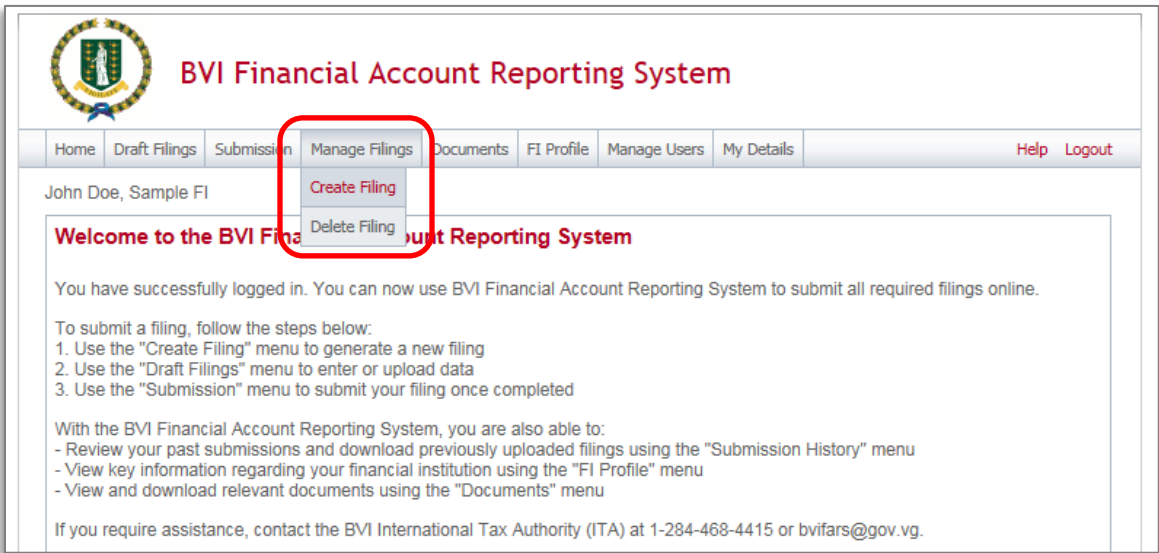 VIGILATE
BVI Financial Account Reporting System
Home Draft Filings Submission Manage Filings Documents FI Profile Manage Users My Details Help Logout
John Doe, Sample FI
Create Filing
Delete Filing
Welcome to the BVI Fina ount Reporting System
You have successfully logged in. You can now use BVI Financial Account Reporting System to submit all required filings online.
To submit a filing, follow the steps below:
1. Use the "Create Filing" menu to generate a new filing
2. Use the "Draft Filings" menu to enter or upload data
3. Use the "Submission" menu to submit your filing once completed
With the BVI Financial Account Reporting System, you are also able to:
- Review your past submissions and download previously uploaded filings using the "Submission History" menu
- View key information regarding your financial institution using the "FI Profile" menu
- View and download relevant documents using the "Documents" menu
If you require assistance, contact the BVI International Tax Authority (ITA) at 1-284-468-4415 or bvifars@gov.vg.